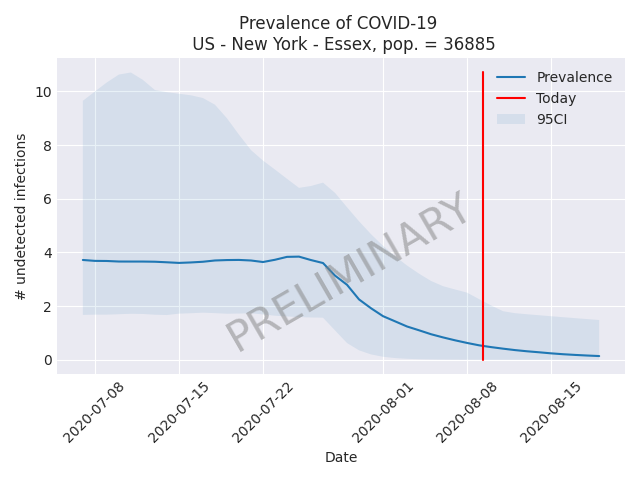 Prevalence of COVID-19
US - New York - Essex, pop. = 36885
# undetected infections
10
8
6
4
2
0
Prevalence
Today
95CI
PRELIMINARY
2020-07-08
2020-07-15
2020-07-22
2020-08-01
2020-08-08
2020-08-15
Date